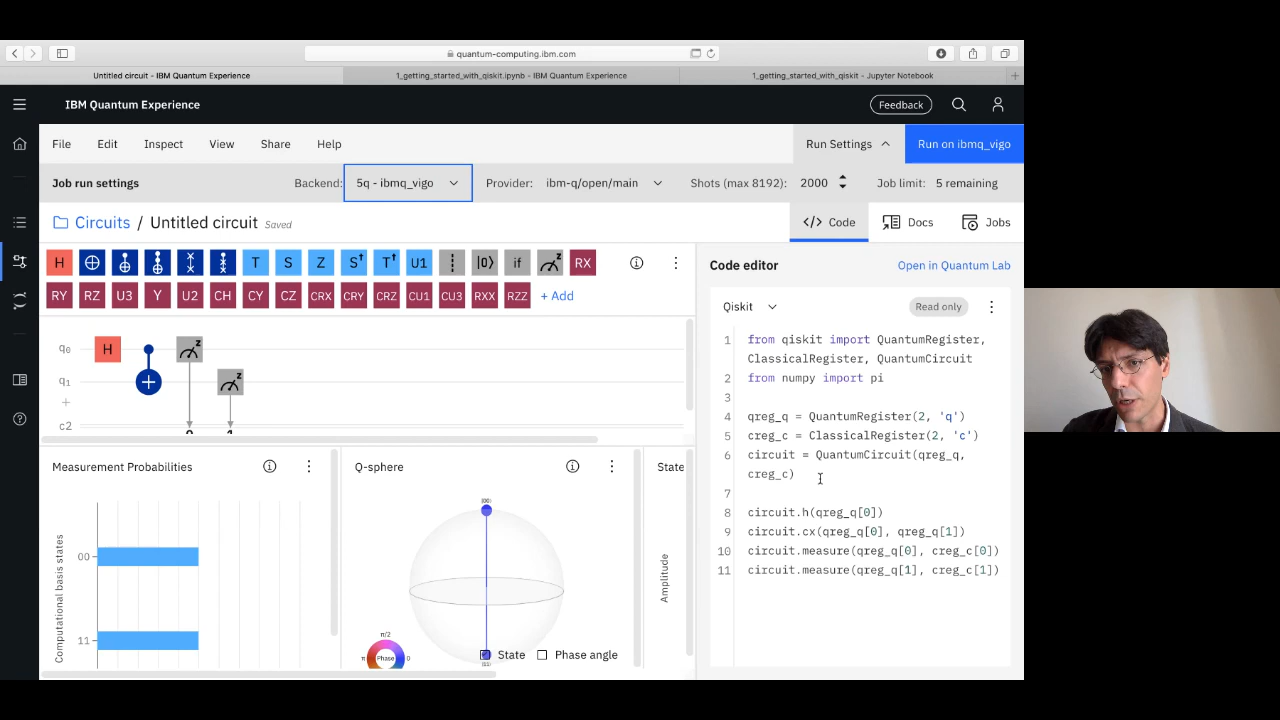 quantum-computing.ibm.com
Untitled circuit - IBM Quantum Experience
1_getting_started_with_qiskit.ipynb - IBM Quantum Experience
1_getting_started_with_qiskit - Jupyter Notebook
IBM Quantum Experience
Feedback
File Edit Inspect View Share Help
Run Settings
Run on ibmq_vigo
Job run settings
Backend: 5q - ibmq_vigo
Provider: ibm-q/open/main
Shots (max 8192): 2000
Job limit: 5 remaining
Circuits / Untitled circuit Saved
</> Code
Docs
Jobs
H T S Z S† T† U1 |0⟩ if z RX
RY RZ U3 Y U2 CH CY CZ CRX CRY CRZ CU1 CU3 RXX RZZ + Add
q0 H z
q1 + z
+
c2 0 1
Code editor
Open in Quantum Lab
Qiskit
Read only
1 from qiskit import QuantumRegister,
ClassicalRegister, QuantumCircuit
2 from numpy import pi
3
4 qreg_q = QuantumRegister(2, 'q')
5 creg_c = ClassicalRegister(2, 'c')
6 circuit = QuantumCircuit(qreg_q,
creg_c)
7
8 circuit.h(qreg_q[0])
9 circuit.cx(qreg_q[0], qreg_q[1])
10 circuit.measure(qreg_q[0], creg_c[0])
11 circuit.measure(qreg_q[1], creg_c[1])
Measurement Probabilities
Computational basis states
00
11
Q-sphere
|00⟩
|11⟩
π/2
π Phase 0
State
Phase angle
State
Amplitude